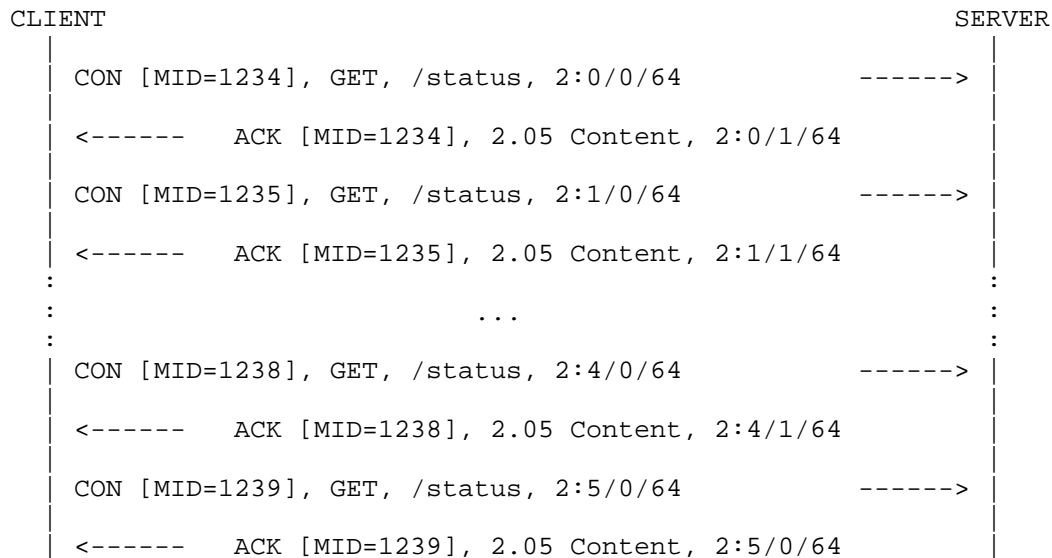 CLIENT SERVER
CON [MID=1234], GET, /status, 2:0/0/64 ------>
<------ ACK [MID=1234], 2.05 Content, 2:0/1/64
CON [MID=1235], GET, /status, 2:1/0/64 ------>
<------ ACK [MID=1235], 2.05 Content, 2:1/1/64
: :
: ... :
: :
CON [MID=1238], GET, /status, 2:4/0/64 ------>
<------ ACK [MID=1238], 2.05 Content, 2:4/1/64
CON [MID=1239], GET, /status, 2:5/0/64 ------>
<------ ACK [MID=1239], 2.05 Content, 2:5/0/64